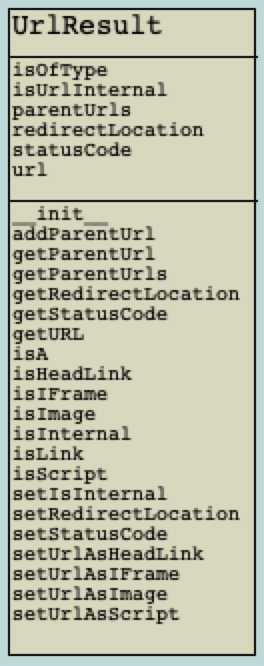 UrlResult
isOfType
isUrlInternal
parentUrls
redirectLocation
statusCode
url
__init__
addParentUrl
getParentUrl
getParentUrls
getRedirectLocation
getStatusCode
getURL
isA
isHeadLink
isIFrame
isImage
isInternal
isLink
isScript
setIsInternal
setRedirectLocation
setStatusCode
setUrlAsHeadLink
setUrlAsIFrame
setUrlAsImage
setUrlAsScript